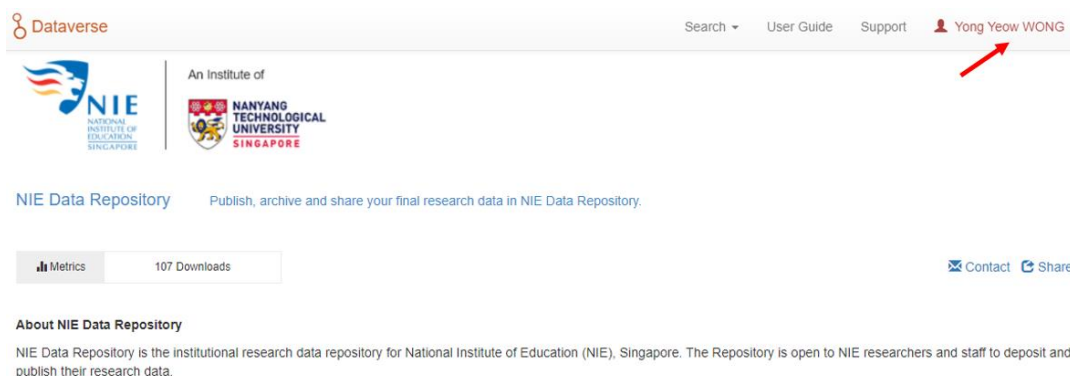 Dataverse
Search
User Guide
Support
Yong Yeow WONG
NIE
NATIONAL
INSTITUTE OF
EDUCATION
SINGAPORE
An Institute of
NANYANG
TECHNOLOGICAL
UNIVERSITY
SINGAPORE
NIE Data Repository
Publish, archive and share your final research data in NIE Data Repository.
Metrics
107 Downloads
Contact
Share
About NIE Data Repository
NIE Data Repository is the institutional research data repository for National Institute of Education (NIE), Singapore. The Repository is open to NIE researchers and staff to deposit and
publish their research data.